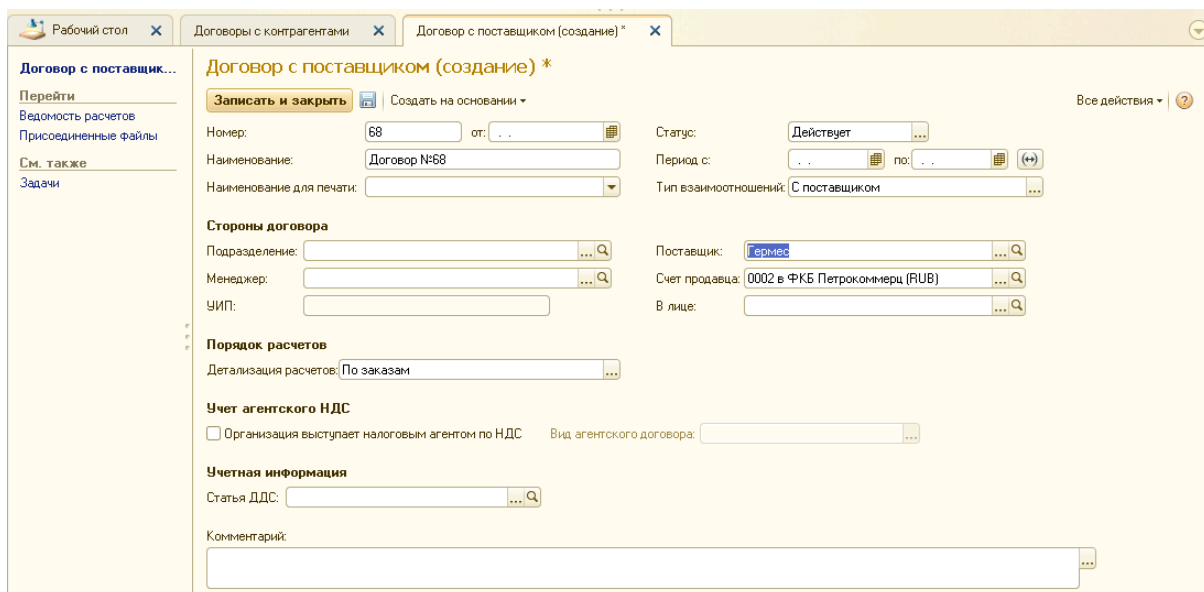 Рабочий стол Договоры с контрагентами Договор с поставщиком (создание) *
Договор с поставщик...
Перейти
Ведомость расчетов
Присоединенные файлы
См. также
Задачи
Договор с поставщиком (создание) *
Записать и закрыть Создать на основании Все действия
Номер: 68 от: . . Статус: Действует ...
Наименование: Договор №68 Период с: . . по: . .
Наименование для печати: Тип взаимоотношений: С поставщиком ...
Стороны договора
Подразделение: ... Поставщик: Гермес ...
Менеджер: ... Счет продавца: 0002 в ФКБ Петрокоммерц (RUB) ...
УИП: В лице: ...
Порядок расчетов
Детализация расчетов: По заказам ...
Учет агентского НДС
Организация выступает налоговым агентом по НДС Вид агентского договора: ...
Учетная информация
Статья ДДС: ...
Комментарий:
...